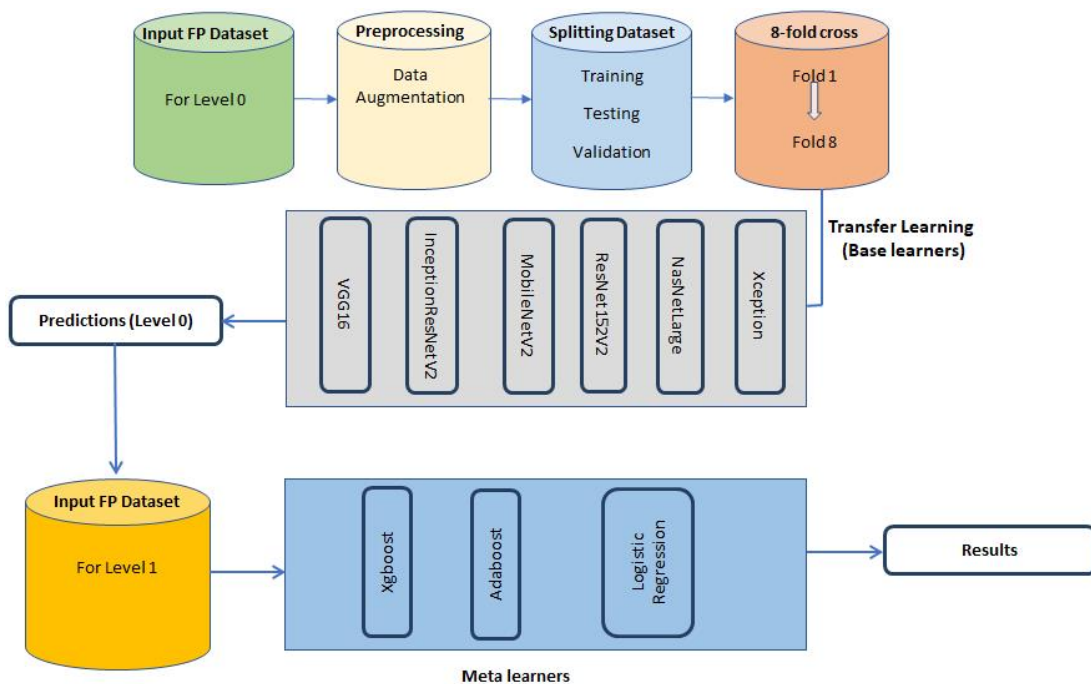 Input FP Dataset
For Level 0
Preprocessing
Data
Augmentation
Splitting Dataset
Training
Testing
Validation
8-fold cross
Fold 1
Fold 8
Transfer Learning
(Base learners)
VGG16
InceptionResNetV2
MobileNetV2
ResNet152V2
NasNetLarge
Xception
Predictions (Level 0)
Input FP Dataset
For Level 1
Xgboost
Adaboost
Logistic
Regression
Results
Meta learners